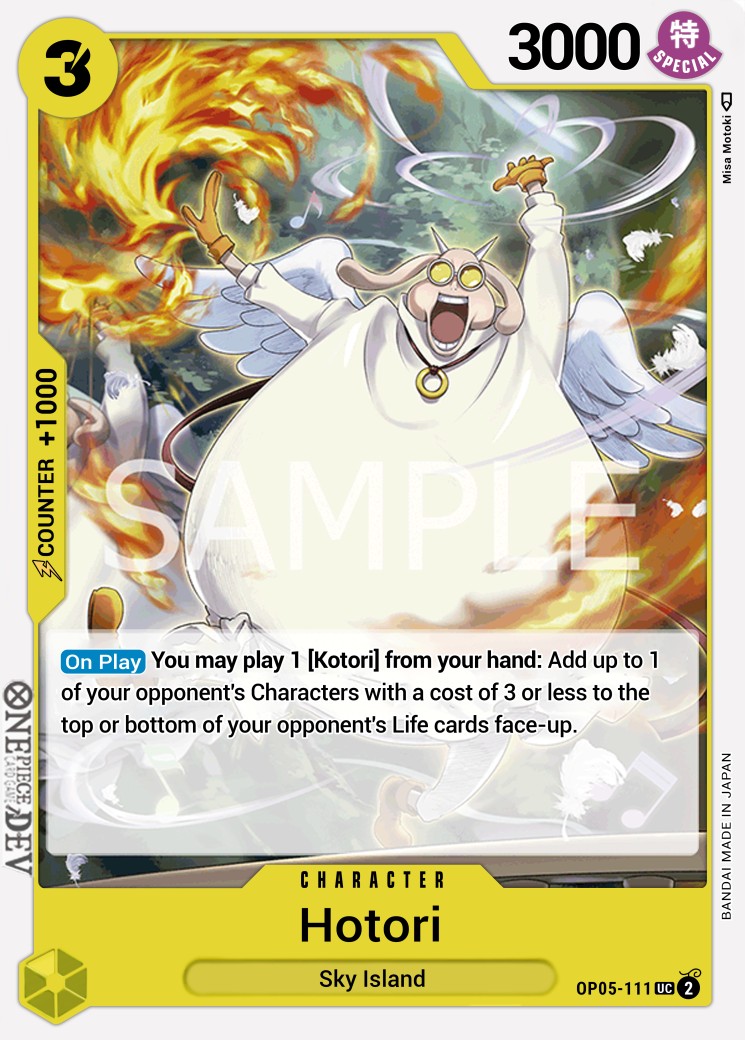 3
3000
特
SPECIAL
Misa Motoki
COUNTER +1000
SAMPLE
On Play You may play 1 [Kotori] from your hand: Add up to 1
of your opponent's Characters with a cost of 3 or less to the
top or bottom of your opponent's Life cards face-up.
ONE PIECE
CARD GAME
DEV
BANDAI MADE IN JAPAN
CHARACTER
Hotori
Sky Island
OP05-111 UC 2